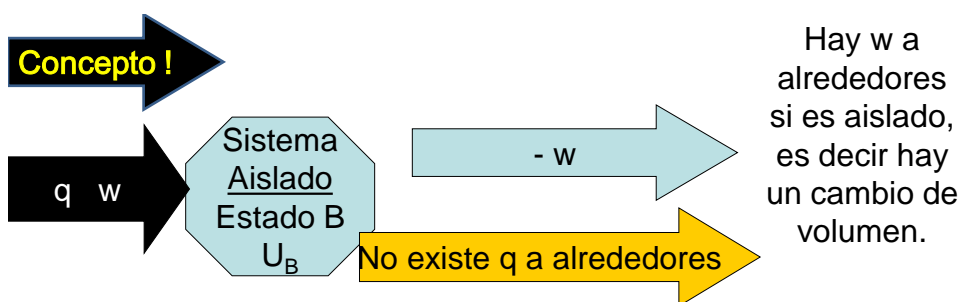 Concepto !
q w
Sistema
Aislado
Estado B
U_B
- w
No existe q a alrededores
Hay w a
alrededores
si es aislado,
es decir hay
un cambio de
volumen.